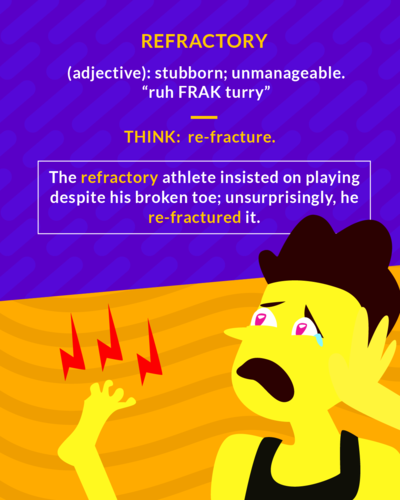 REFRACTORY
(adjective): stubborn; unmanageable.
“ruh FRAK turry”
THINK: re-fracture.
The refractory athlete insisted on playing
despite his broken toe; unsurprisingly, he
re-fractured it.